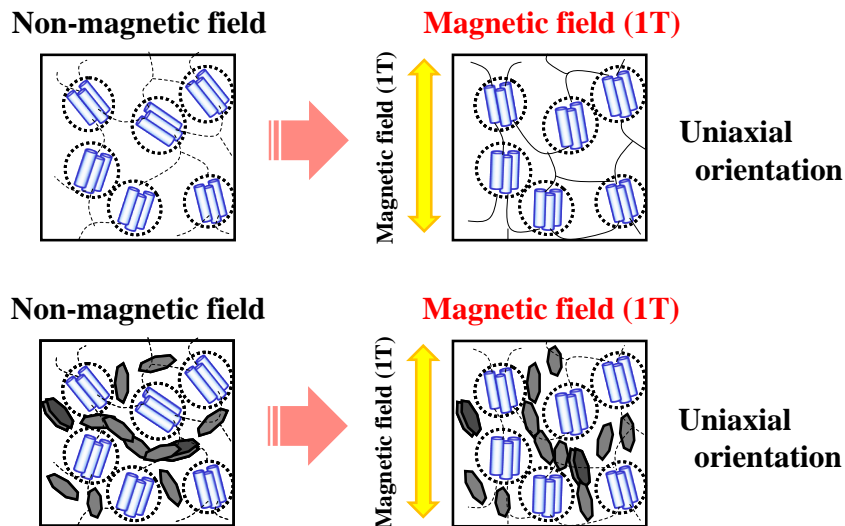 Non-magnetic field
Magnetic field (1T)
Magnetic field (1T)
Uniaxial
orientation
Non-magnetic field
Magnetic field (1T)
Magnetic field (1T)
Uniaxial
orientation